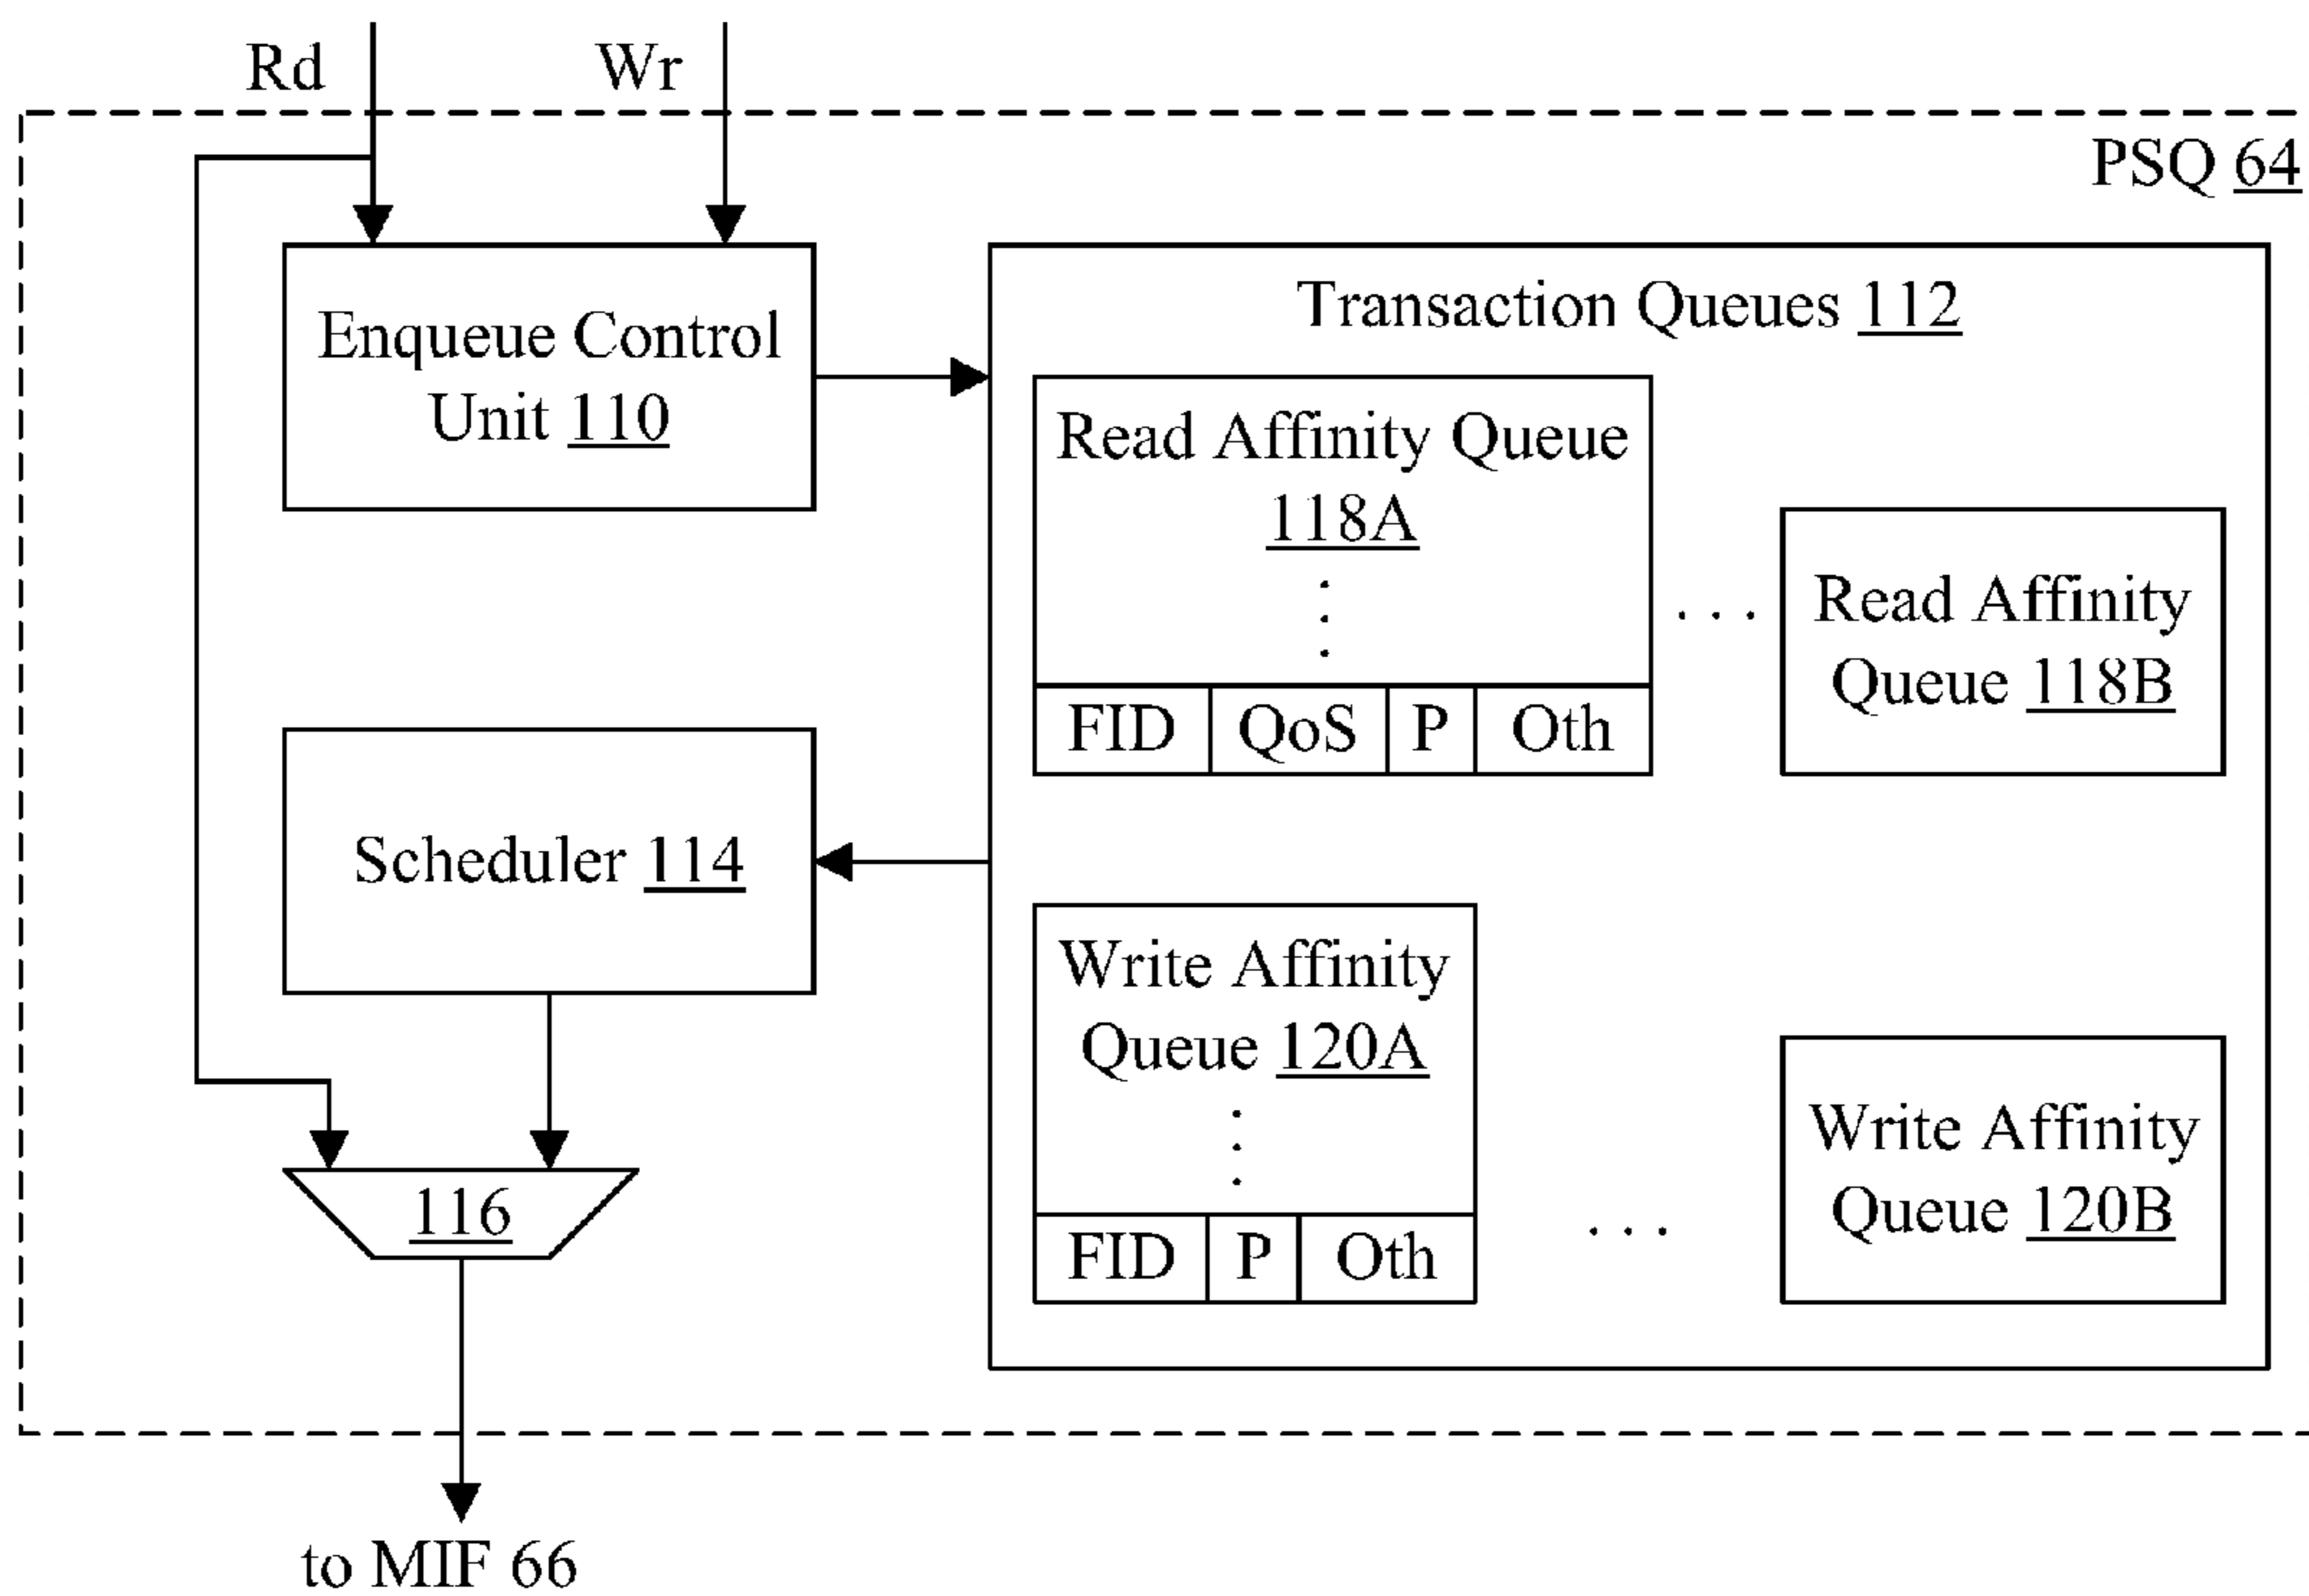 Rd
Wr
PSQ 64
Enqueue Control
Unit 110
Transaction Queues 112
Read Affinity Queue
118A
FID QoS P Oth
Read Affinity
Queue 118B
Scheduler 114
Write Affinity
Queue 120A
FID P Oth
Write Affinity
Queue 120B
116
to MIF 66